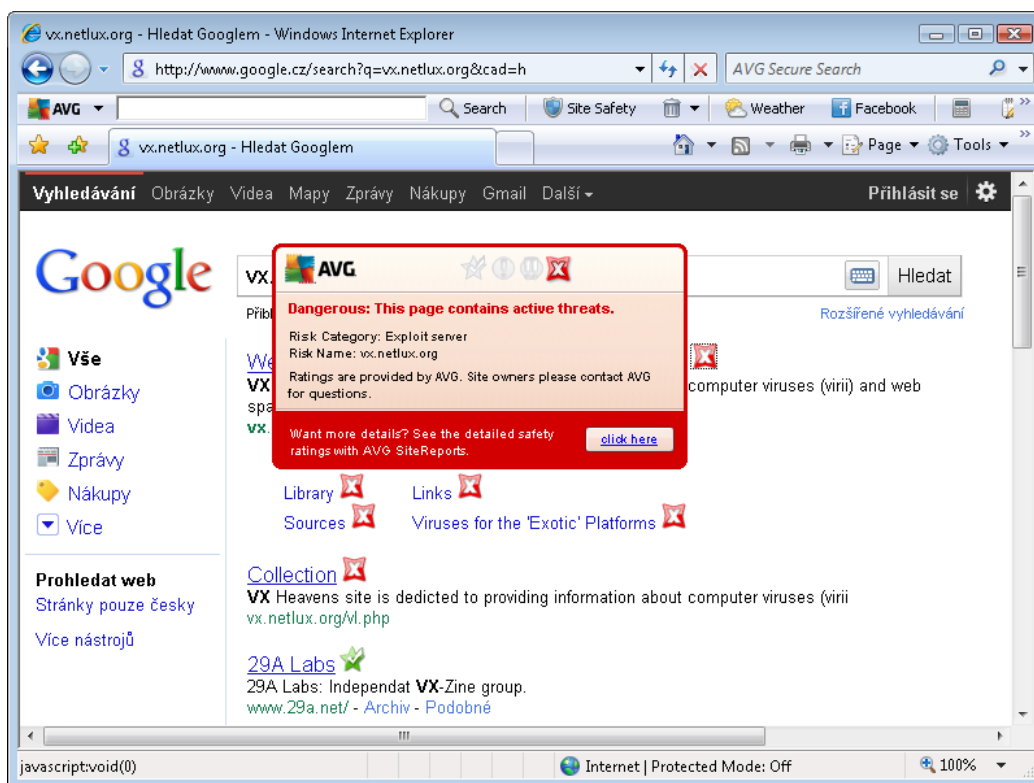 vx.netlux.org - Hledat Googlem - Windows Internet Explorer
http://www.google.cz/search?q=vx.netlux.org&cad=h
AVG Secure Search
AVG Search Site Safety Weather Facebook
vx.netlux.org - Hledat Googlem
Page Tools
Vyhledávání Obrázky Videa Mapy Zprávy Nákupy Gmail Další Přihlásit se
Google
vx.
Hledat
Přibl
Rozšířené vyhledávání
AVG
Dangerous: This page contains active threats.
Risk Category: Exploit server
Risk Name: vx.netlux.org
Ratings are provided by AVG. Site owners please contact AVG
for questions.
Want more details? See the detailed safety
ratings with AVG SiteReports.
click here
Vše
Obrázky
Videa
Zprávy
Nákupy
Více
Prohledat web
Stránky pouze česky
Více nástrojů
We
VX computer viruses (virii) and web
spa
vx.
Library Links
Sources Viruses for the 'Exotic' Platforms
Collection
VX Heavens site is dedicted to providing information about computer viruses (virii
vx.netlux.org/vl.php
29A Labs
29A Labs: Independat VX-Zine group.
www.29a.net/ - Archiv - Podobné
javascript:void(0)
Internet | Protected Mode: Off
100%